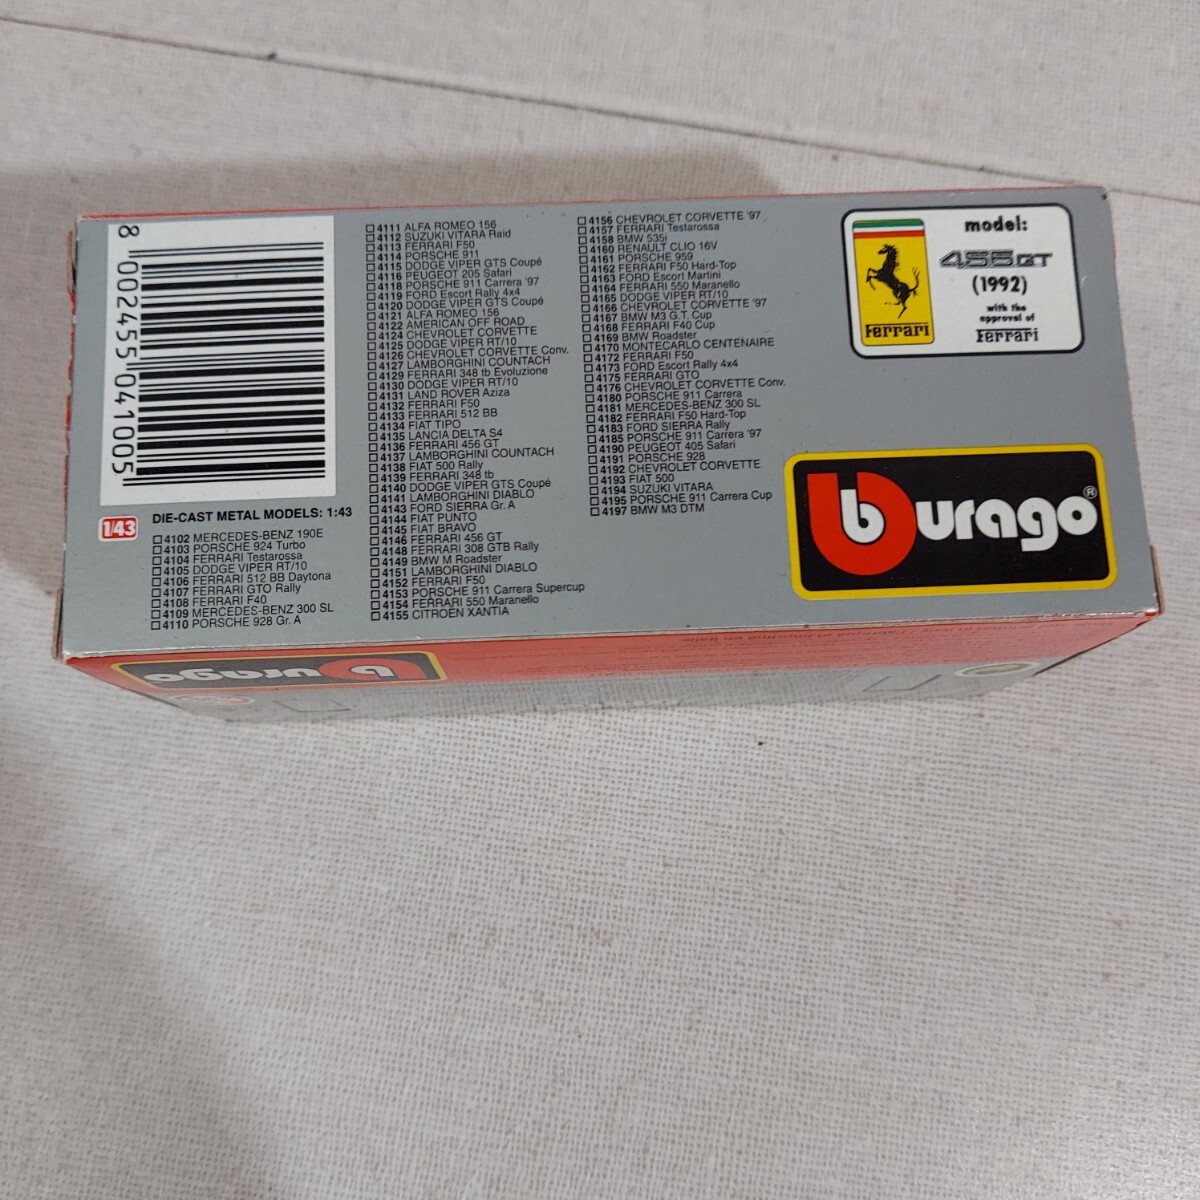 8 002455 041005
1/43
DIE-CAST METAL MODELS: 1:43
4102 MERCEDES-BENZ 190E
4103 PORSCHE 924 Turbo
4104 FERRARI Testarossa
4105 DODGE VIPER RT/10
4106 FERRARI 512 BB Daytona
4107 FERRARI GTO Rally
4108 FERRARI F40
4109 MERCEDES-BENZ 300 SL
4110 PORSCHE 928 Gr. A
4111 ALFA ROMEO 156
4112 SUZUKI VITARA Raid
4113 FERRARI F50
4114 PORSCHE 911
4115 DODGE VIPER GTS Coupé
4116 PEUGEOT 205 Safari
4118 PORSCHE 911 Carrera '97
4119 FORD Escort Rally 4x4
4120 DODGE VIPER GTS Coupé
4121 ALFA ROMEO 156
4122 AMERICAN OFF ROAD
4124 CHEVROLET CORVETTE
4125 DODGE VIPER RT/10
4126 CHEVROLET CORVETTE Conv.
4127 LAMBORGHINI COUNTACH
4129 FERRARI 348 tb Evoluzione
4130 DODGE VIPER RT/10
4131 LAND ROVER Aziza
4132 FERRARI F50
4133 FERRARI 512 BB
4134 FIAT TIPO
4135 LANCIA DELTA S4
4136 FERRARI 456 GT
4137 LAMBORGHINI COUNTACH
4138 FIAT 500 Rally
4139 FERRARI 348 tb
4140 DODGE VIPER GTS Coupé
4141 LAMBORGHINI DIABLO
4143 FORD SIERRA Gr. A
4144 FIAT PUNTO
4145 FIAT BRAVO
4146 FERRARI 456 GT
4148 FERRARI 308 GTB Rally
4149 BMW M Roadster
4151 LAMBORGHINI DIABLO
4152 FERRARI F50
4153 PORSCHE 911 Carrera Supercup
4154 FERRARI 550 Maranello
4155 CITROËN XANTIA
4156 CHEVROLET CORVETTE '97
4157 FERRARI Testarossa
4158 BMW 535i
4160 RENAULT CLIO 16V
4161 PORSCHE 959
4162 FERRARI F50 Hard-Top
4163 FORD Escort Martini
4164 FERRARI 550 Maranello
4165 DODGE VIPER RT/10
4166 CHEVROLET CORVETTE '97
4167 BMW M3 G.T. Cup
4168 FERRARI F40 Cup
4169 BMW Roadster
4170 MONTECARLO CENTENAIRE
4172 FERRARI F50
4173 FORD Escort Rally 4x4
4175 FERRARI GTO
4176 CHEVROLET CORVETTE Conv.
4180 PORSCHE 911 Carrera
4181 MERCEDES-BENZ 300 SL
4182 FERRARI F50 Hard-Top
4183 FORD SIERRA Rally
4185 PORSCHE 911 Carrera '97
4190 PEUGEOT 405 Safari
4191 PORSCHE 928
4192 CHEVROLET CORVETTE
4193 FIAT 500
4194 SUZUKI VITARA
4195 PORSCHE 911 Carrera Cup
4197 BMW M3 DTM
Ferrari
model:
456GT
(1992)
with the
approval of
Ferrari
burago®
burago